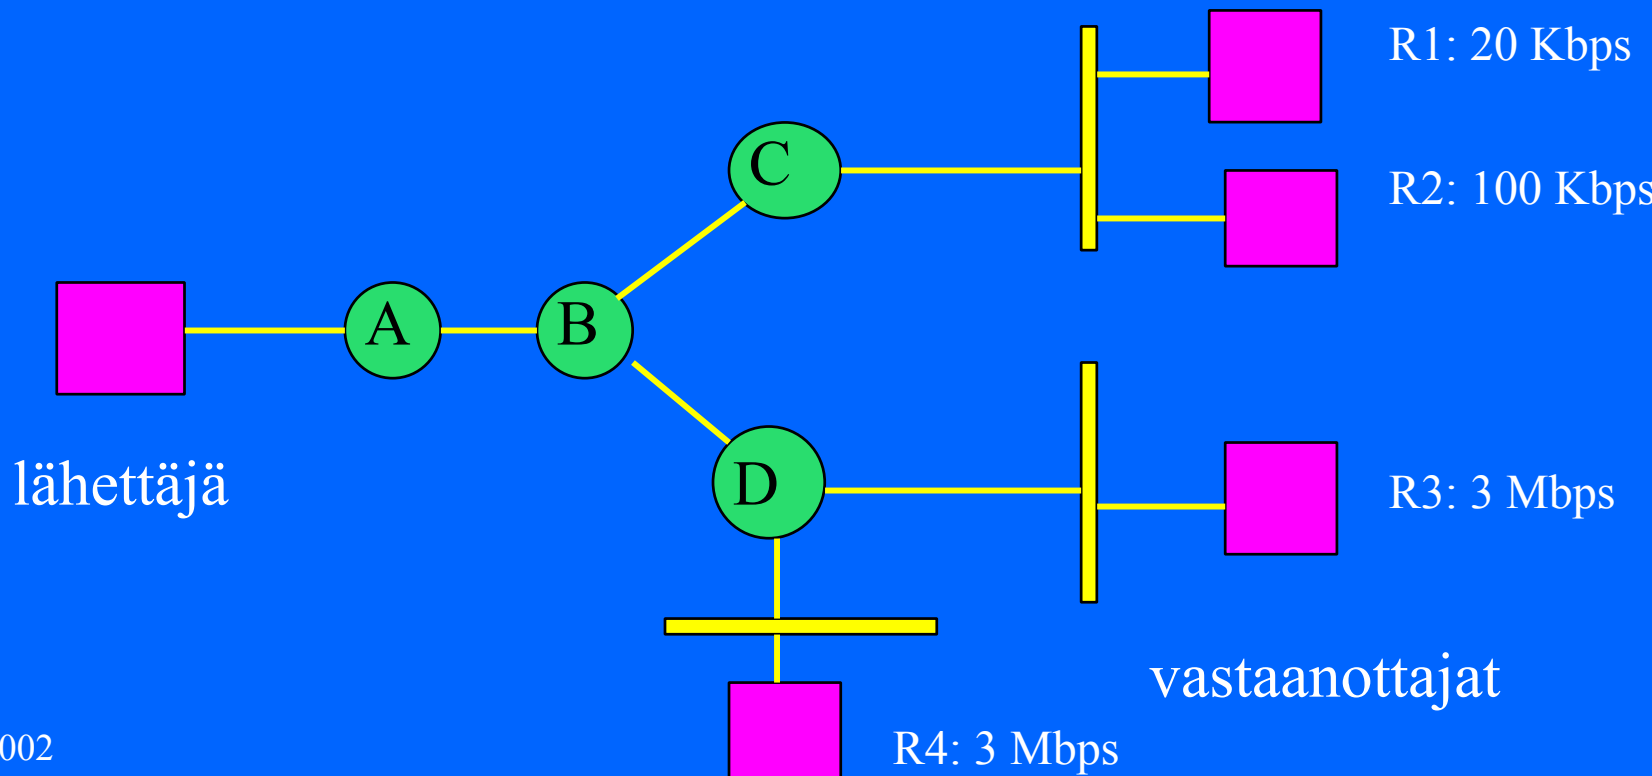 R1: 20 Kbps
C
R2: 100 Kbps
A
B
lähettäjä
D
R3: 3 Mbps
vastaanottajat
002
R4: 3 Mbps